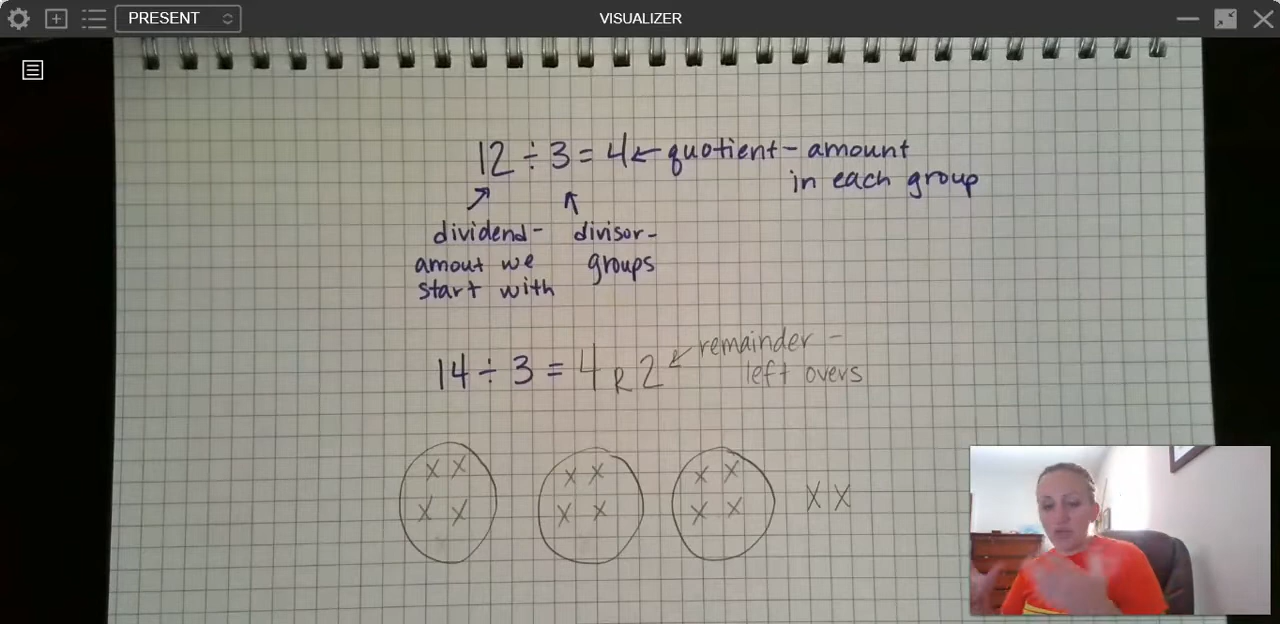 PRESENT
VISUALIZER
12 ÷ 3 = 4 ← quotient - amount
in each group
dividend - divisor -
amout we groups
start with
14 ÷ 3 = 4 R 2 ← remainder -
left overs
X X X X X X
X X X X X X X X